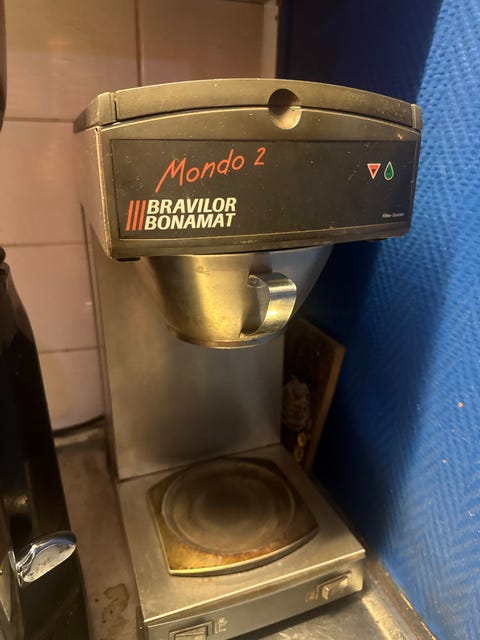 Mondo 2
BRAVILOR
BONAMAT
Filter System